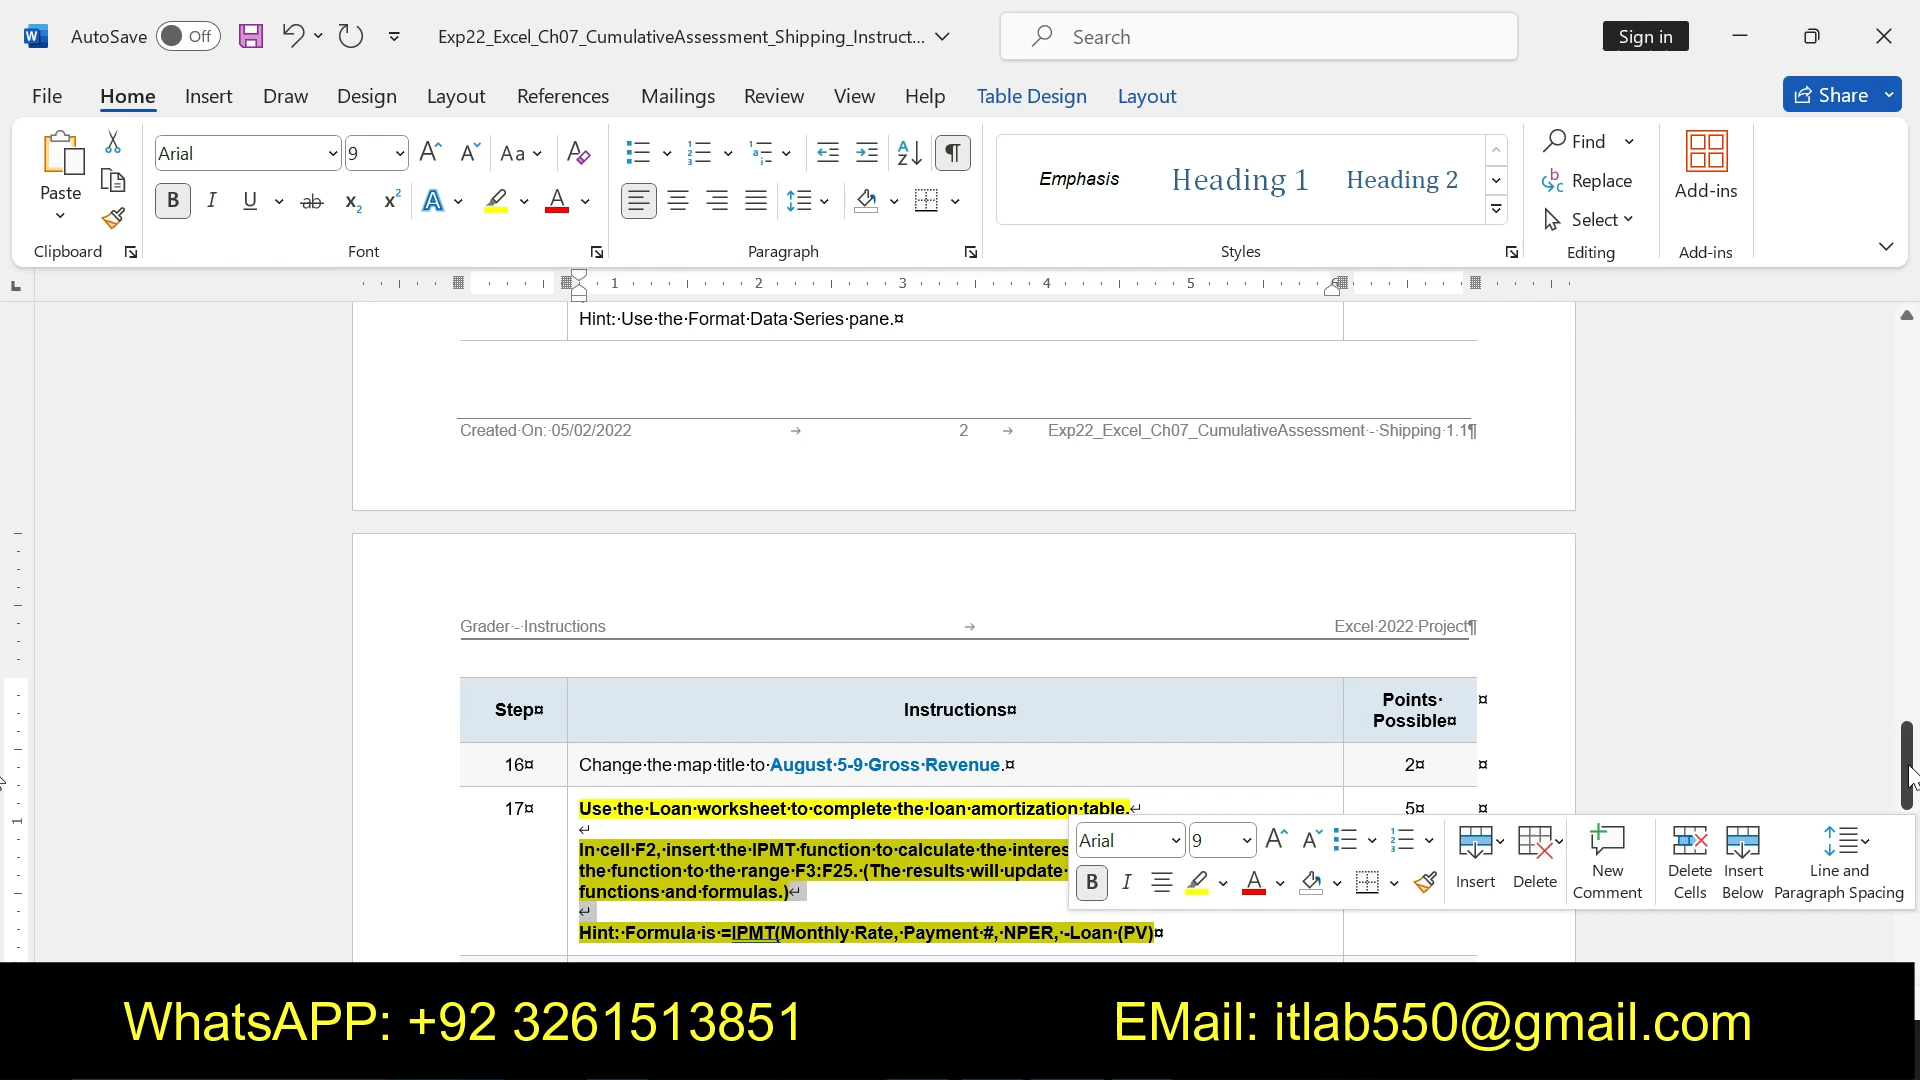 AutoSave Off Exp22_Excel_Ch07_CumulativeAssessment_Shipping_Instruct... Search Sign in
File Home Insert Draw Design Layout References Mailings Review View Help Table Design Layout Share
Paste Arial 9 Aa Emphasis Heading 1 Heading 2 Find Replace Select Add-ins
Clipboard Font Paragraph Styles Editing Add-ins
1 2 3 4 5 6
Hint:·Use·the·Format·Data·Series·pane.¤
Created·On:·05/02/2022 → 2 → Exp22_Excel_Ch07_CumulativeAssessment·-·Shipping·1.1¶
Grader·-·Instructions → Excel·2022·Project¶
Step¤ Instructions¤ Points·
Possible¤ ¤
16¤ Change·the·map·title·to·August·5-9·Gross·Revenue.¤ 2¤ ¤
17¤ Use·the·Loan·worksheet·to·complete·the·loan·amortization·table.↵ 5¤ ¤
↵
In·cell·F2,·insert·the·IPMT·function·to·calculate·the·interes
the·function·to·the·range·F3:F25.·(The·results·will·update·
functions·and·formulas.)↵
↵
Hint:·Formula·is·=IPMT(Monthly·Rate,·Payment·#,·NPER,·-Loan·(PV)¤
Arial 9
Insert Delete New Comment Delete Cells Insert Below Line and Paragraph Spacing
WhatsAPP: +92 3261513851 EMail: itlab550@gmail.com